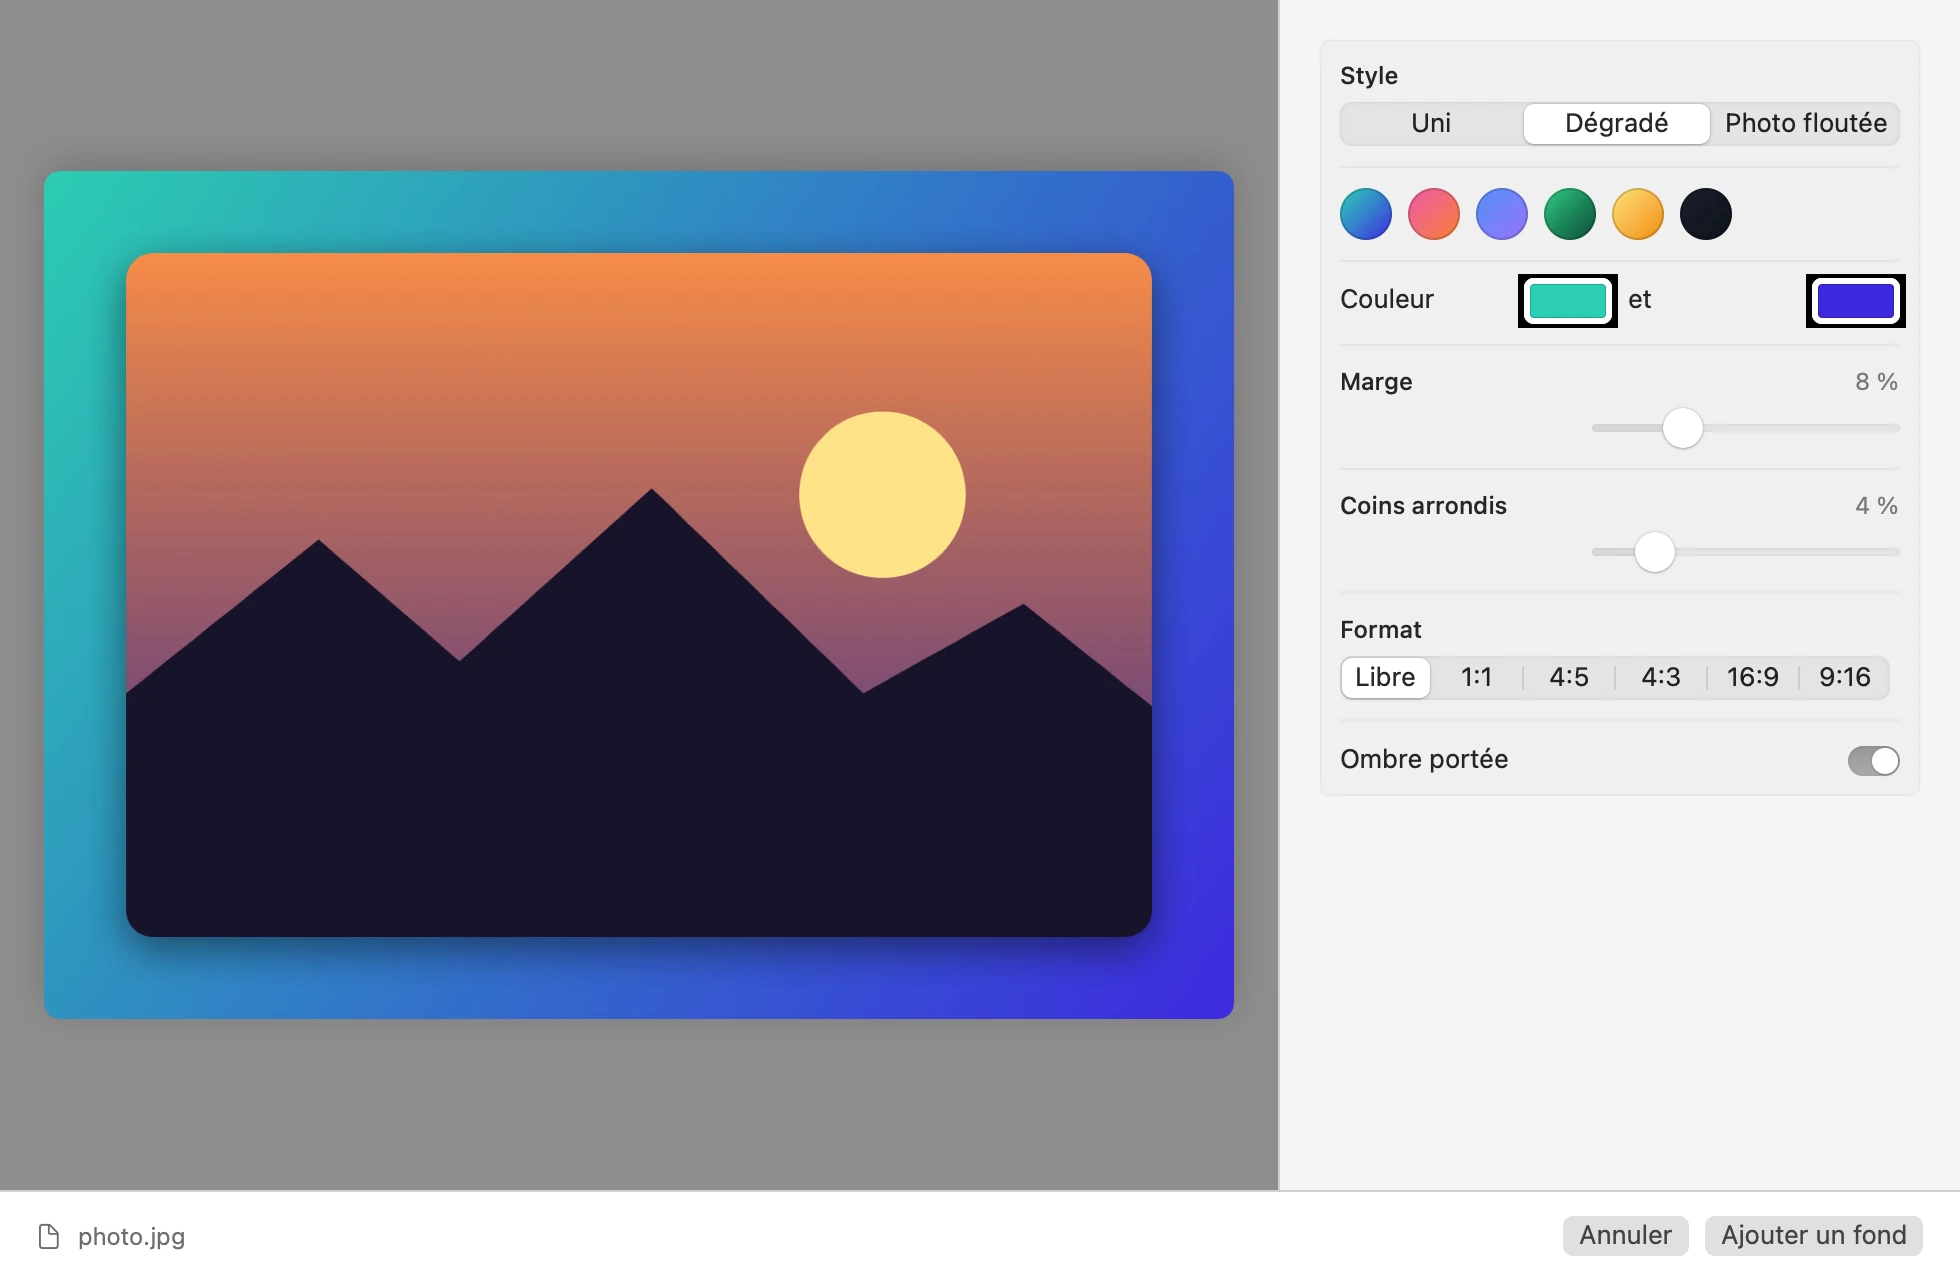 Style
Uni Dégradé Photo floutée
Couleur et
Marge 8 %
Coins arrondis 4 %
Format
Libre 1:1 4:5 4:3 16:9 9:16
Ombre portée
photo.jpg Annuler Ajouter un fond